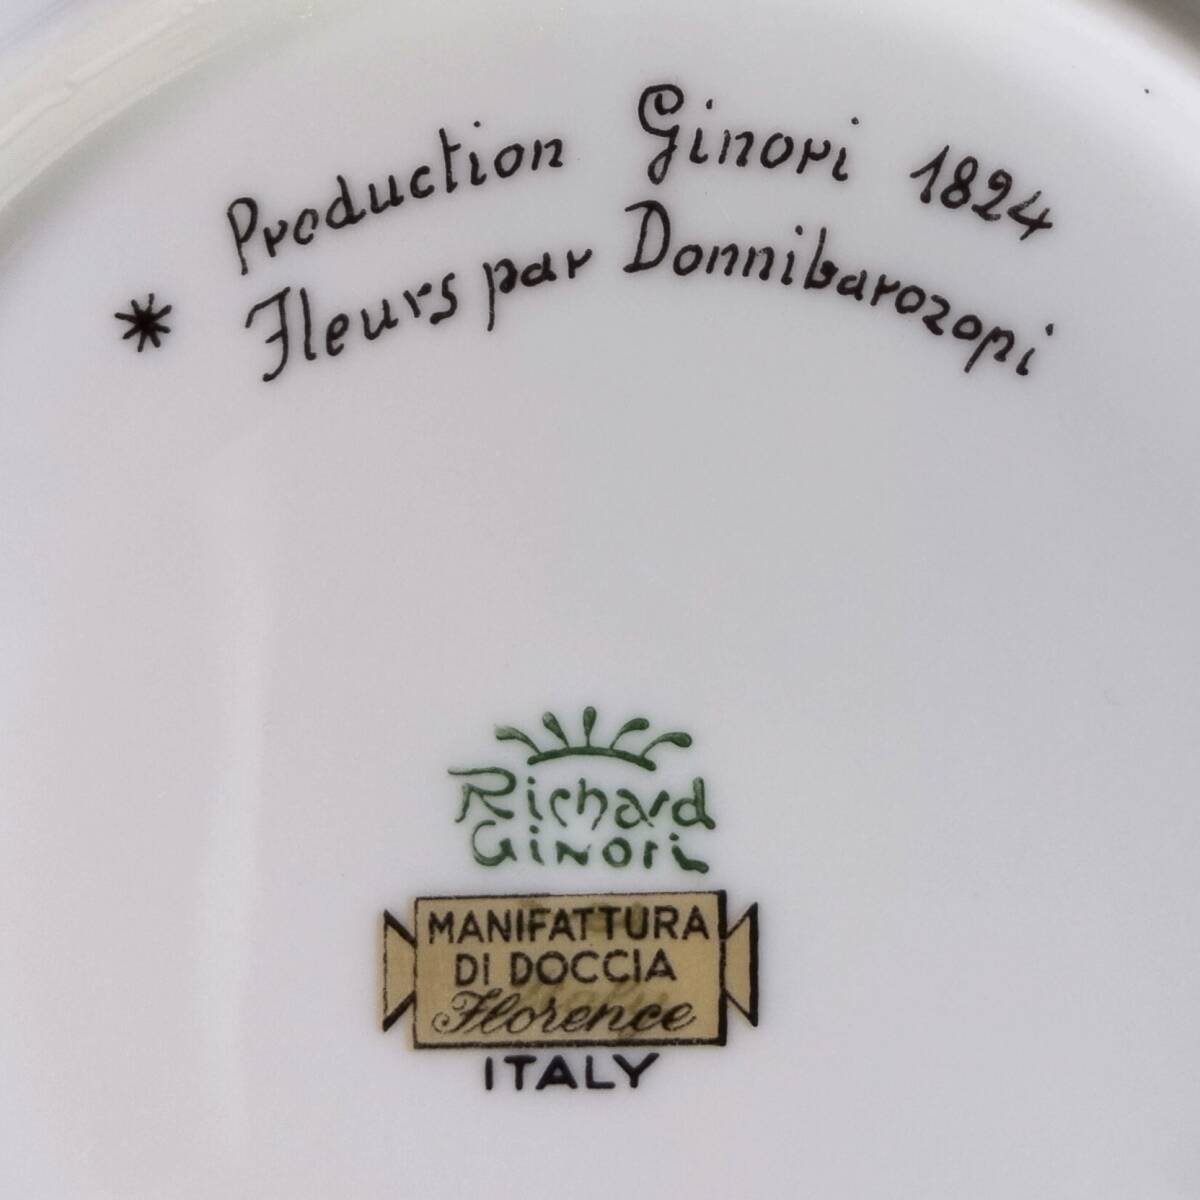 Production Ginori 1824
* Fleurs par Donnibarozopi
Richard
Ginori
MANIFATTURA
DI DOCCIA
Florence
ITALY